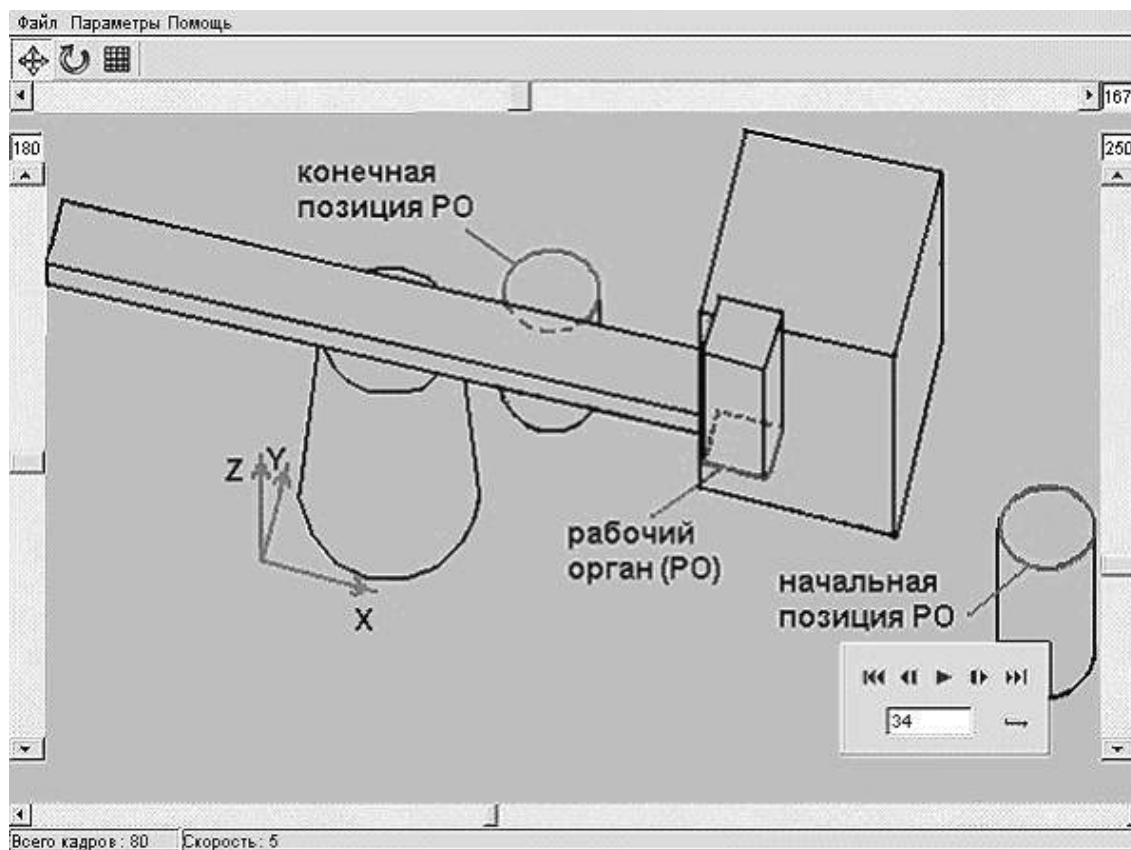 Файл Параметры Помощь
167
180
250
конечная
позиция РО
Z
Y
X
рабочий
орган (РО)
начальная
позиция РО
34
Всего кадров : 80 Скорость : 5